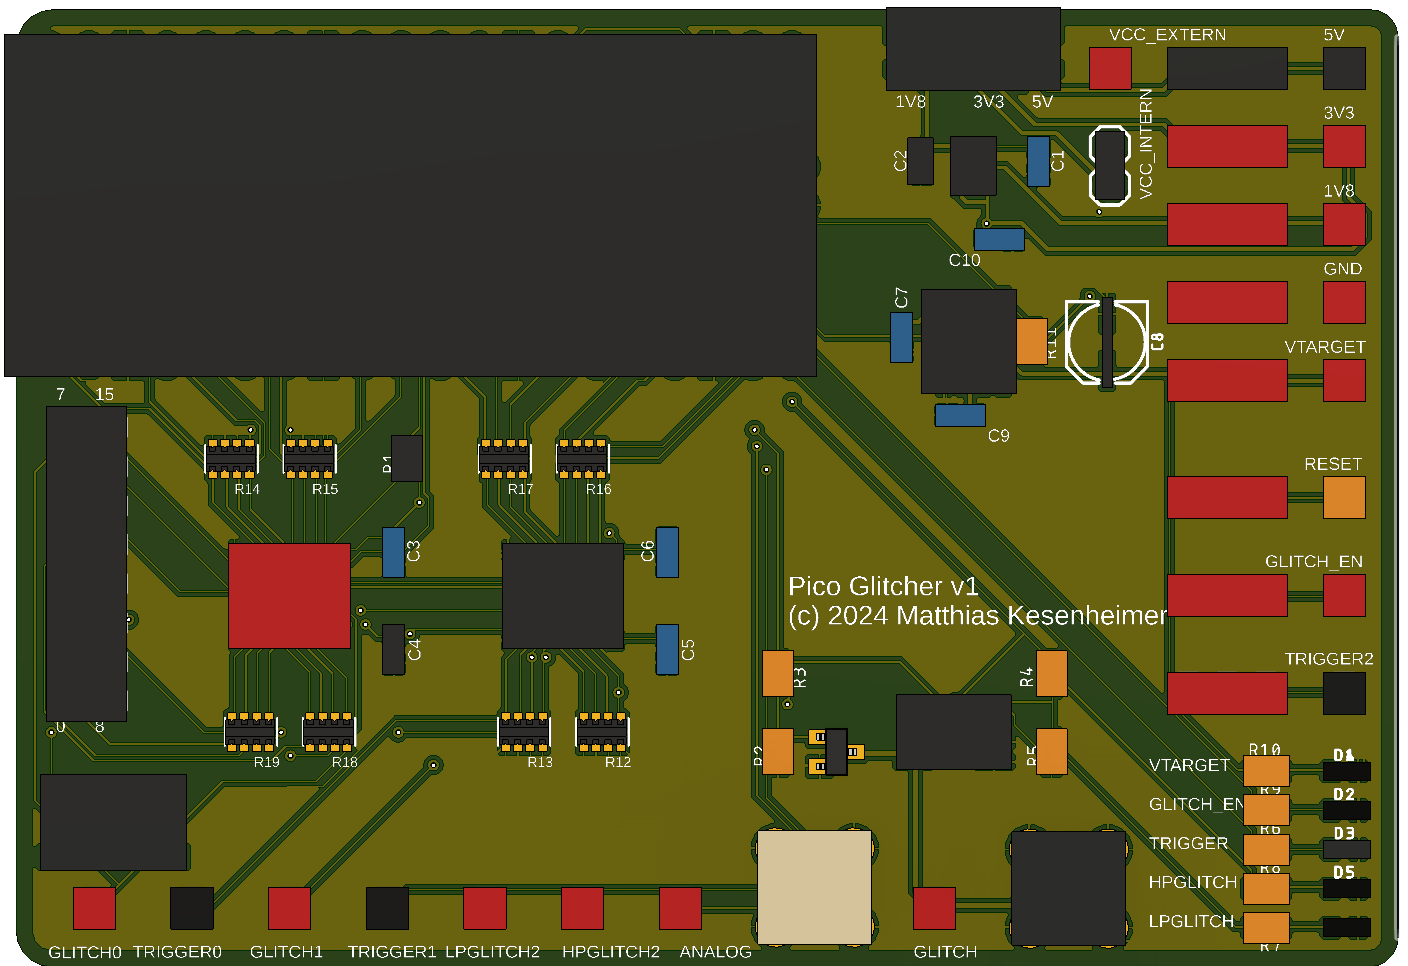 VCC_EXTERN
5V
1V8
3V3
5V
VCC_INTERN
3V3
C2
C1
1V8
C10
GND
C7
R11
C8
VTARGET
7
15
C9
R1
RESET
R14
R15
R17
R16
C3
C6
GLITCH_EN
Pico Glitcher v1
(c) 2024 Matthias Kesenheimer
C4
C5
TRIGGER2
R3
R4
0
8
R19
R18
R13
R12
R2
R5
R10
D1
VTARGET
R9
D2
GLITCH_EN
R6
D3
TRIGGER
R8
D5
HPGLITCH
LPGLITCH
R7
GLITCH0
TRIGGER0
GLITCH1
TRIGGER1
LPGLITCH2
HPGLITCH2
ANALOG
GLITCH